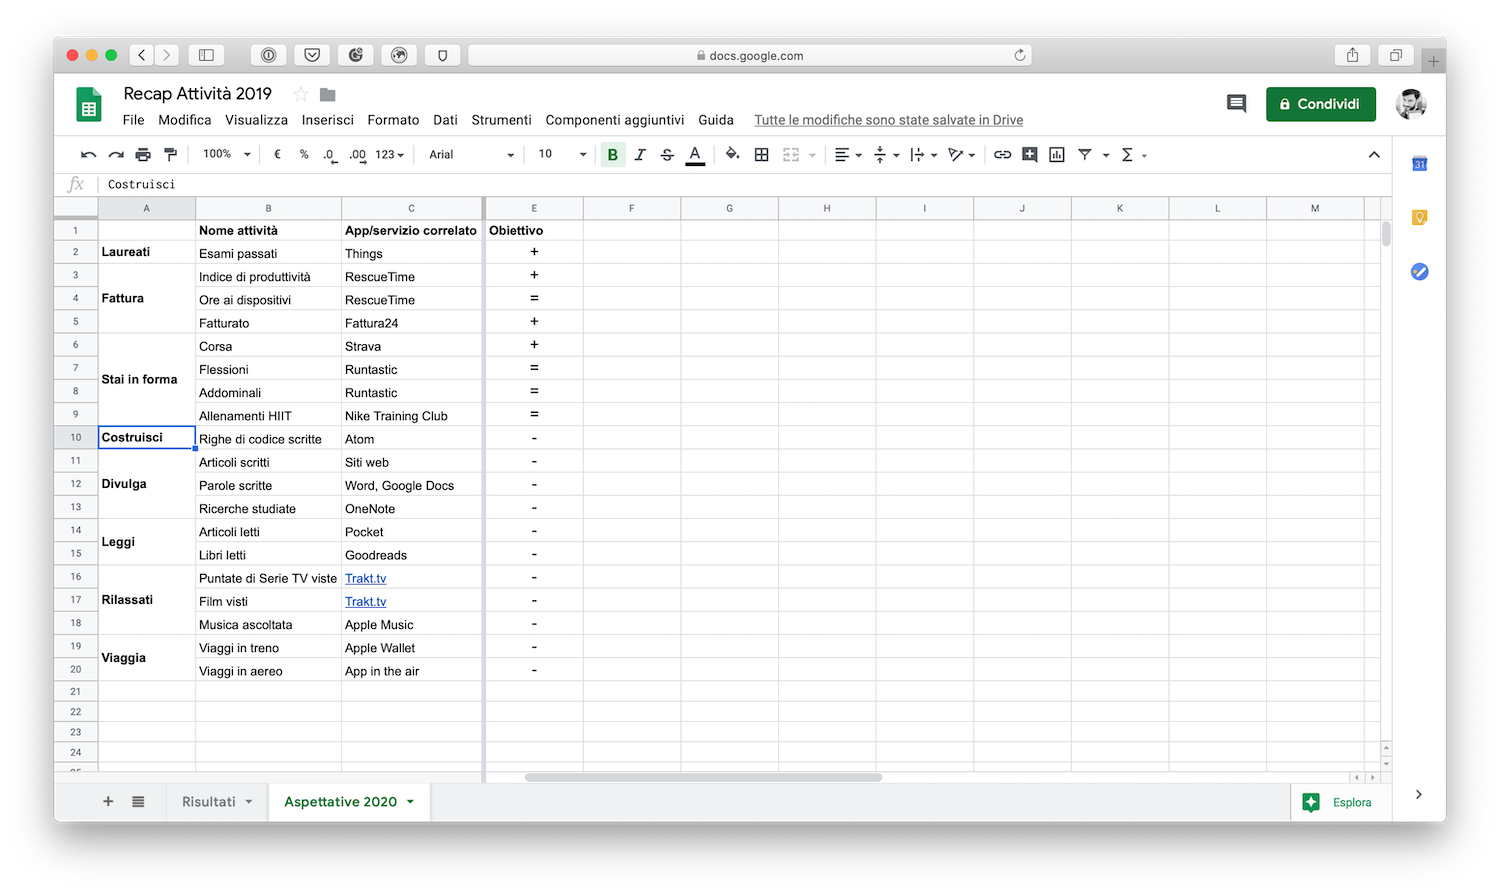 docs.google.com
Recap Attività 2019
File Modifica Visualizza Inserisci Formato Dati Strumenti Componenti aggiuntivi Guida Tutte le modifiche sono state salvate in Drive
Condividi
100% € % .0 .00 123 Arial 10 B I S A Σ
31
fx Costruisci
A B C E F G H I J K L M
1 Nome attività App/servizio correlato Obiettivo
2 Laureati Esami passati Things +
3 Indice di produttività RescueTime +
4 Fattura Ore ai dispositivi RescueTime =
5 Fatturato Fattura24 +
6 Corsa Strava +
7 Flessioni Runtastic =
Stai in forma
8 Addominali Runtastic =
9 Allenamenti HIIT Nike Training Club =
10 Costruisci Righe di codice scritte Atom -
11 Articoli scritti Siti web -
12 Divulga Parole scritte Word, Google Docs -
13 Ricerche studiate OneNote -
14 Articoli letti Pocket -
Leggi
15 Libri letti Goodreads -
16 Puntate di Serie TV viste Trakt.tv -
17 Rilassati Film visti Trakt.tv -
18 Musica ascoltata Apple Music -
19 Viaggi in treno Apple Wallet -
Viaggia
20 Viaggi in aereo App in the air -
21
22
23
24
Risultati Aspettative 2020 Esplora